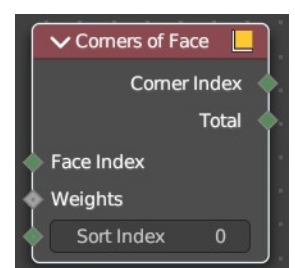 Corners of Face
Corner Index
Total
Face Index
Weights
Sort Index 0